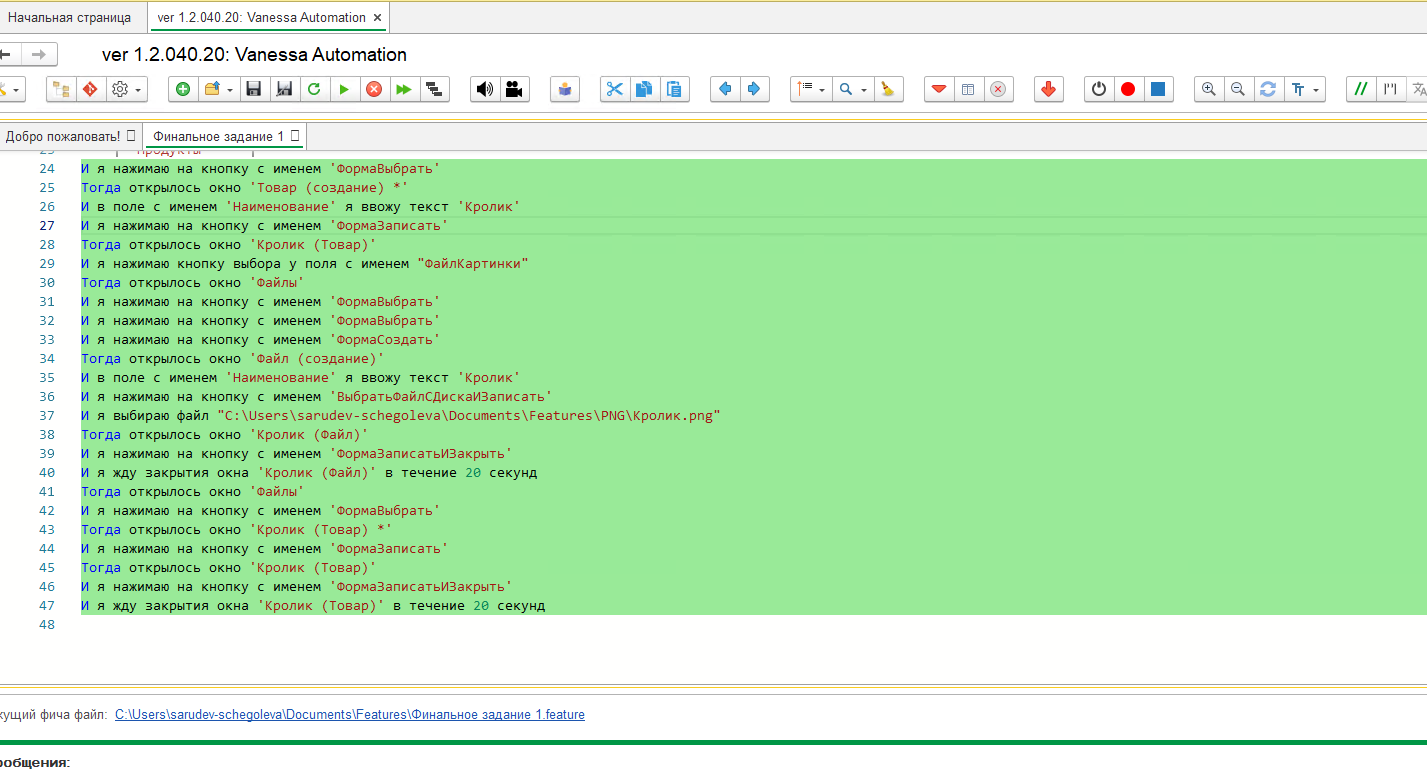 Начальная страница
ver 1.2.040.20: Vanessa Automation ×
ver 1.2.040.20: Vanessa Automation
Добро пожаловать!
Финальное задание 1
24 И я нажимаю на кнопку с именем 'ФормаВыбрать'
25 Тогда открылось окно 'Товар (создание) *'
26 И в поле с именем 'Наименование' я ввожу текст 'Кролик'
27 И я нажимаю на кнопку с именем 'ФормаЗаписать'
28 Тогда открылось окно 'Кролик (Товар)'
29 И я нажимаю кнопку выбора у поля с именем "ФайлКартинки"
30 Тогда открылось окно 'Файлы'
31 И я нажимаю на кнопку с именем 'ФормаВыбрать'
32 И я нажимаю на кнопку с именем 'ФормаВыбрать'
33 И я нажимаю на кнопку с именем 'ФормаСоздать'
34 Тогда открылось окно 'Файл (создание)'
35 И в поле с именем 'Наименование' я ввожу текст 'Кролик'
36 И я нажимаю на кнопку с именем 'ВыбратьФайлСДискаИЗаписать'
37 И я выбираю файл "C:\Users\sarudev-schegoleva\Documents\Features\PNG\Кролик.png"
38 Тогда открылось окно 'Кролик (Файл)'
39 И я нажимаю на кнопку с именем 'ФормаЗаписатьИЗакрыть'
40 И я жду закрытия окна 'Кролик (Файл)' в течение 20 секунд
41 Тогда открылось окно 'Файлы'
42 И я нажимаю на кнопку с именем 'ФормаВыбрать'
43 Тогда открылось окно 'Кролик (Товар) *'
44 И я нажимаю на кнопку с именем 'ФормаЗаписать'
45 Тогда открылось окно 'Кролик (Товар)'
46 И я нажимаю на кнопку с именем 'ФормаЗаписатьИЗакрыть'
47 И я жду закрытия окна 'Кролик (Товар)' в течение 20 секунд
48
кущий фича файл: C:\Users\sarudev-schegoleva\Documents\Features\Финальное задание 1.feature
ообщения: